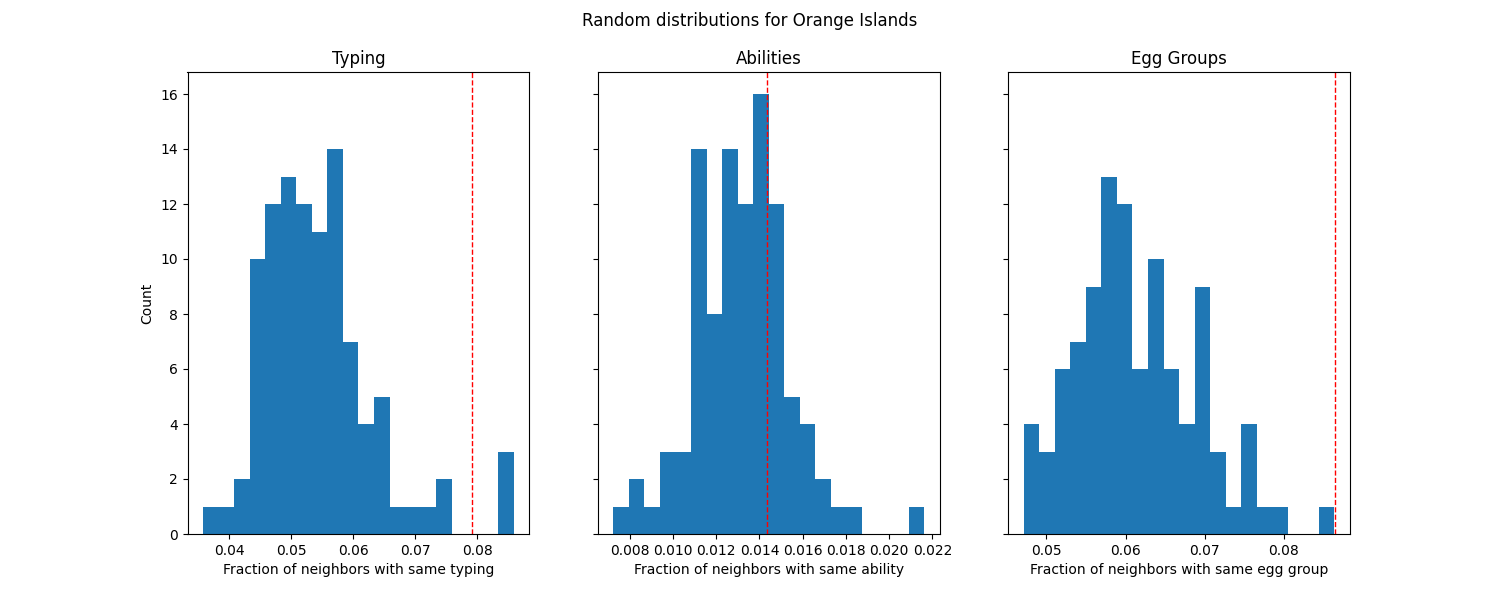 Random distributions for Orange Islands
Typing
Abilities
Egg Groups
16
14
12
10
8
6
4
2
0
Count
0.04 0.05 0.06 0.07 0.08
0.008 0.010 0.012 0.014 0.016 0.018 0.020 0.022
0.05 0.06 0.07 0.08
Fraction of neighbors with same typing
Fraction of neighbors with same ability
Fraction of neighbors with same egg group